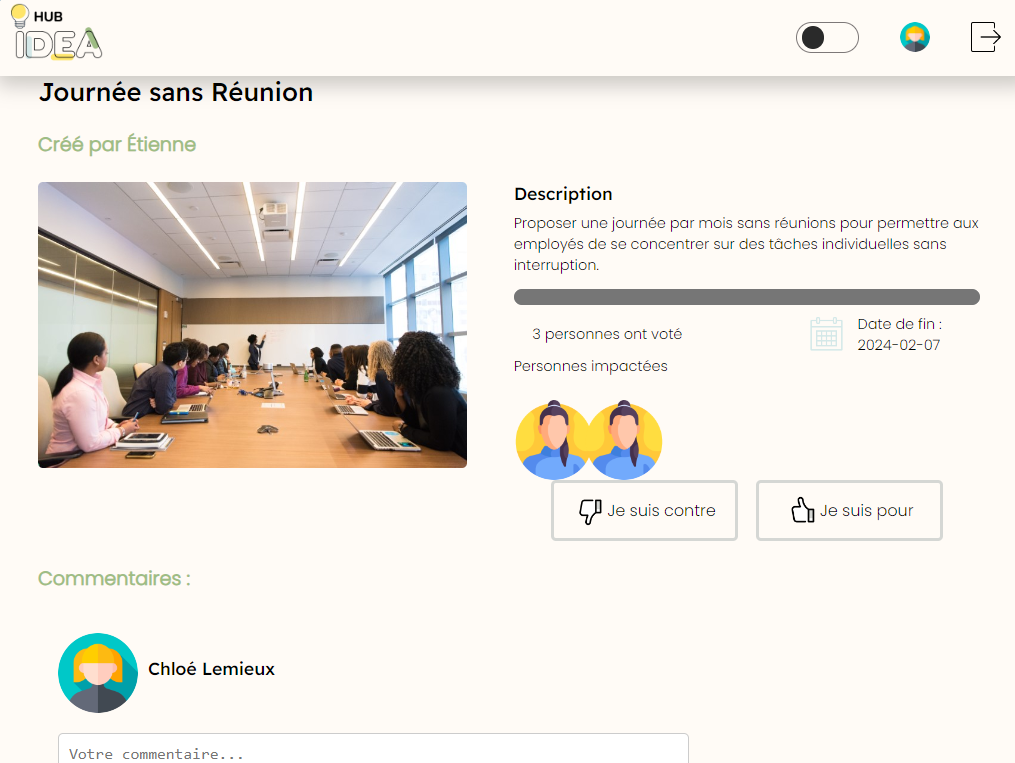 HUB
IDEA
Journée sans Réunion
Créé par Étienne
Description
Proposer une journée par mois sans réunions pour permettre aux
employés de se concentrer sur des tâches individuelles sans
interruption.
3 personnes ont voté
Date de fin :
2024-02-07
Personnes impactées
Je suis contre
Je suis pour
Commentaires :
Chloé Lemieux
Votre commentaire...